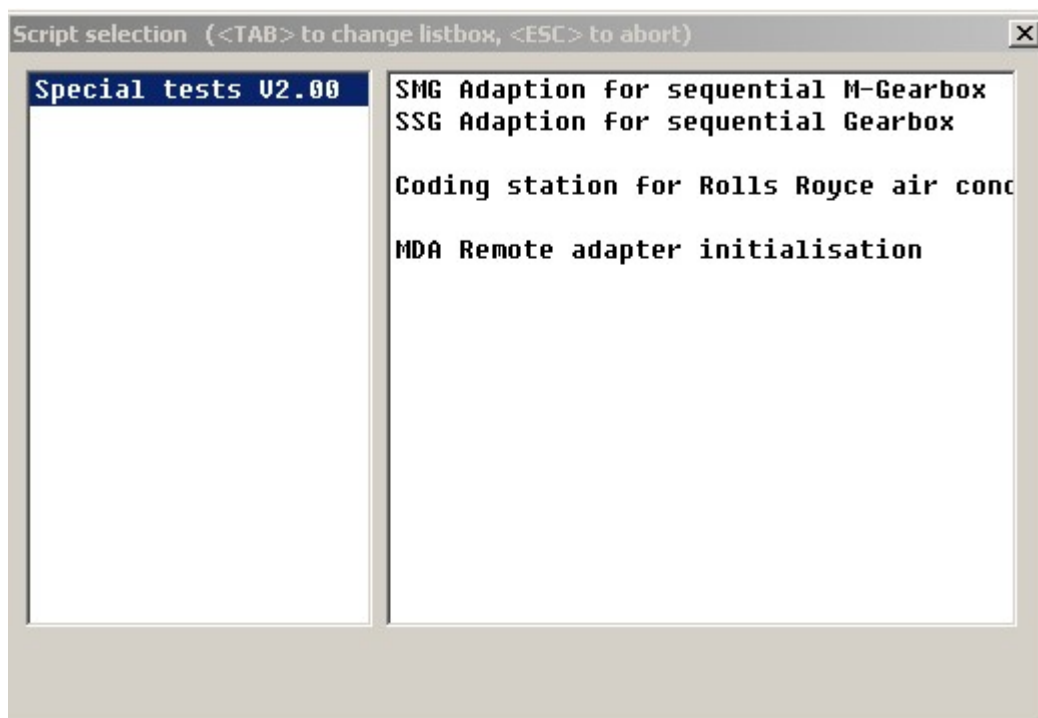 Script selection (<TAB> to change listbox, <ESC> to abort)
Special tests V2.00
SMG Adaption for sequential M-Gearbox
SSG Adaption for sequential Gearbox
Coding station for Rolls Royce air conc
MDA Remote adapter initialisation